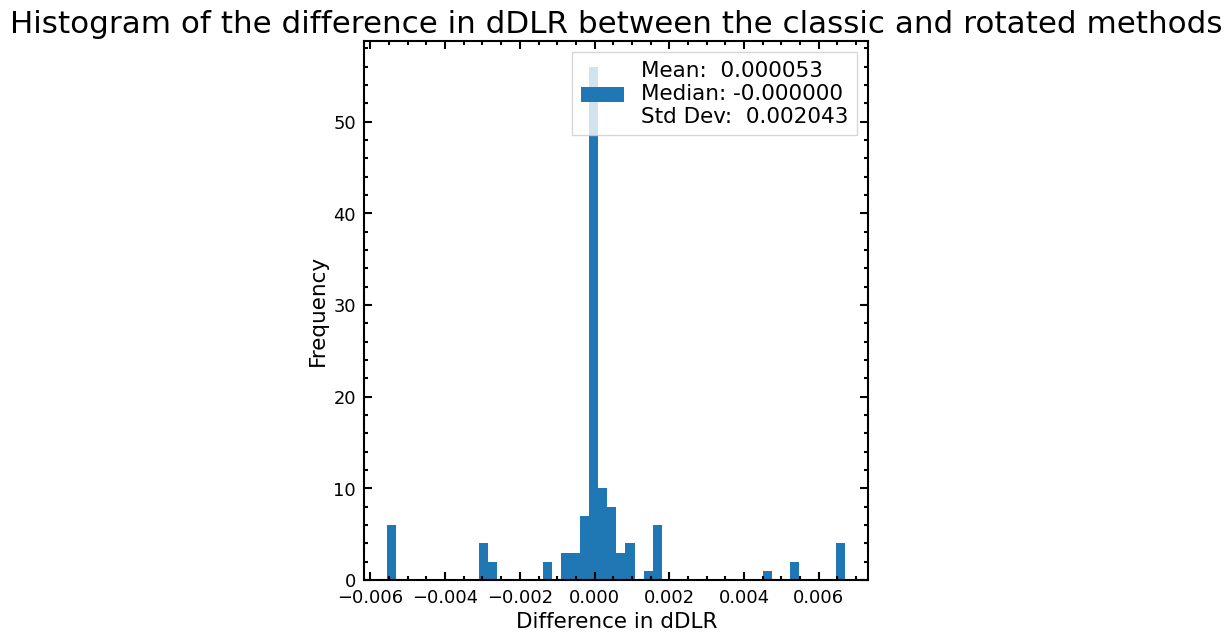 Histogram of the difference in dDLR between the classic and rotated methods
Mean:  0.000053
Median: -0.000000
Std Dev:  0.002043
50
40
30
20
10
0
Frequency
−0.006 −0.004 −0.002 0.000 0.002 0.004 0.006
Difference in dDLR